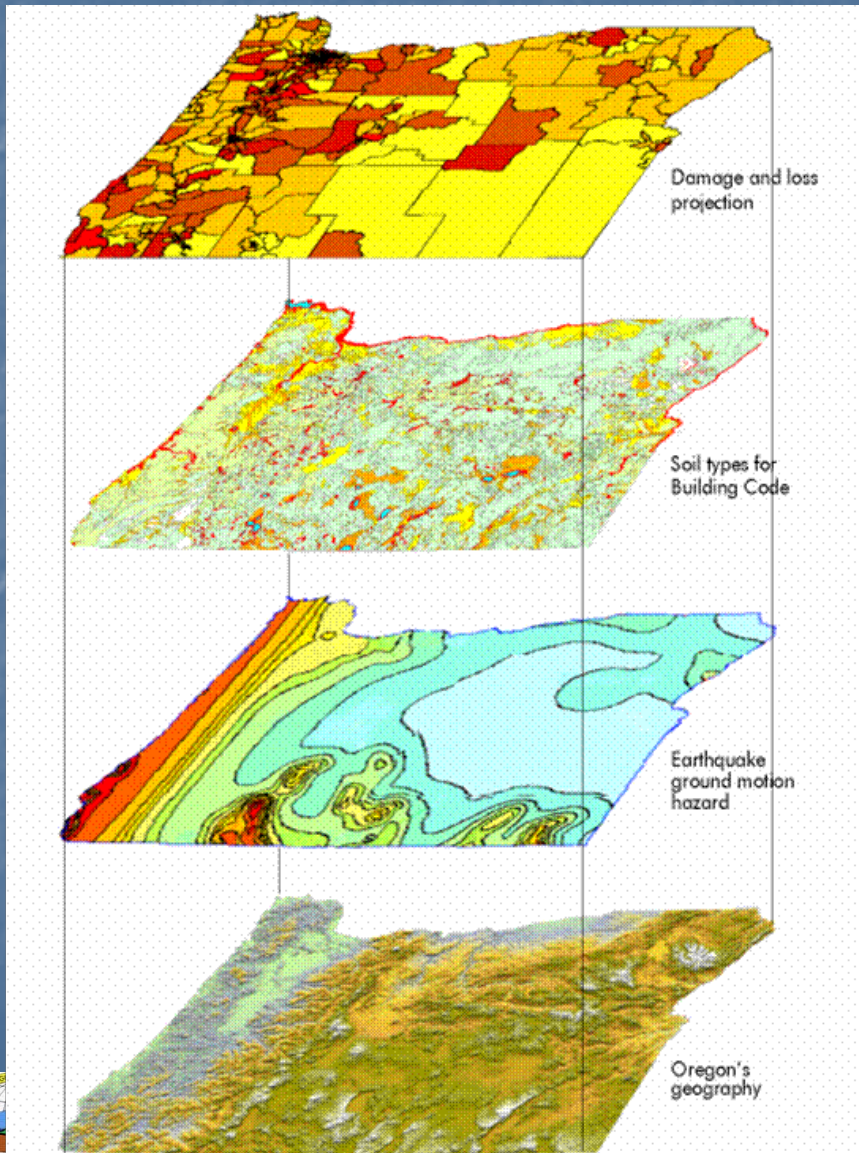 Damage and loss
projection
Soil types for
Building Code
Earthquake
ground motion
hazard
Oregon's
geography